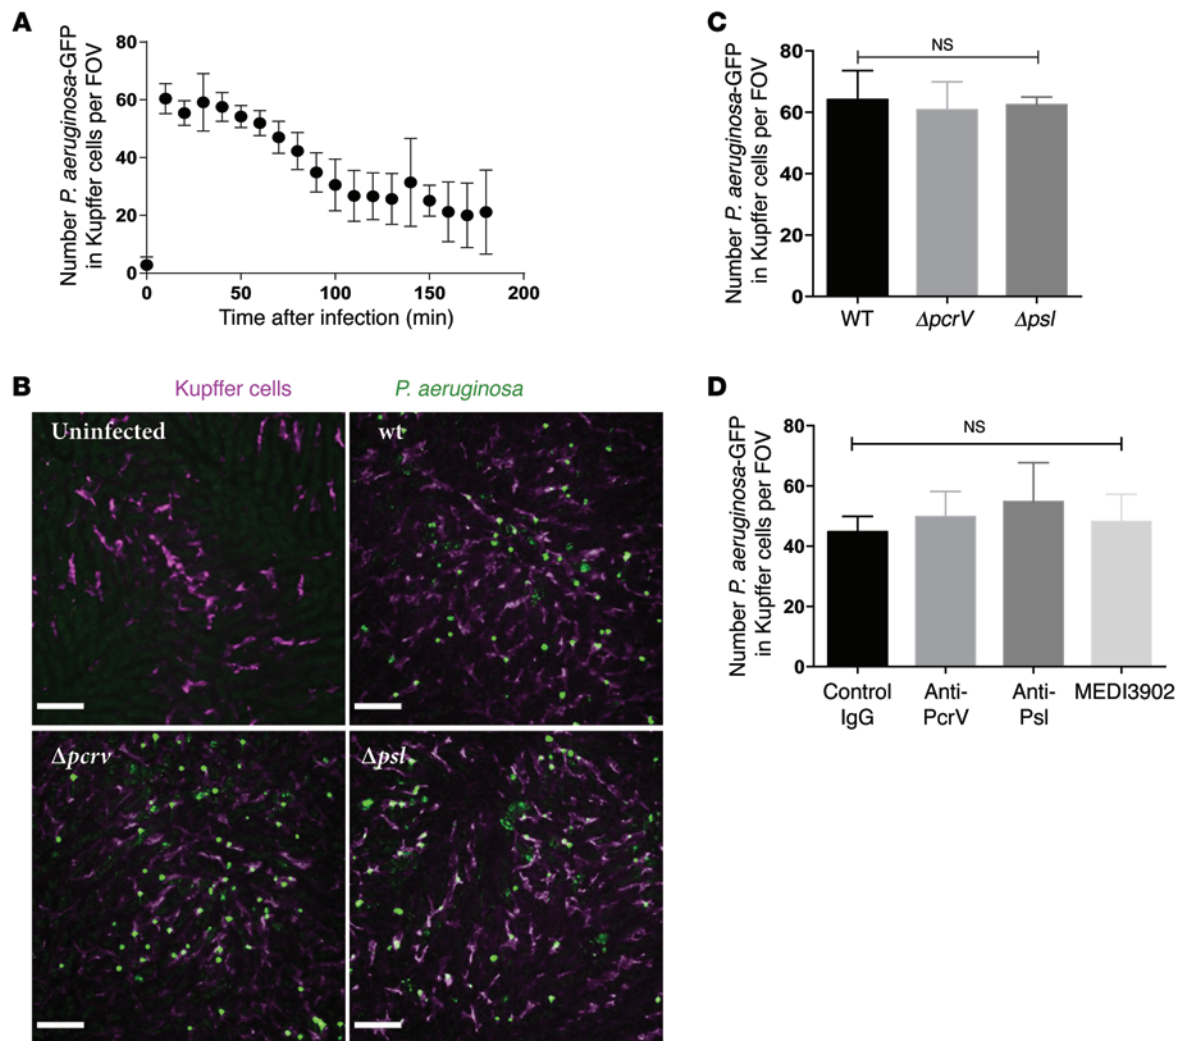 A
Number P. aeruginosa-GFP
in Kupffer cells per FOV
80
60
40
20
0
0
50
100
150
200
Time after infection (min)
B
Kupffer cells
P. aeruginosa
Uninfected
wt
Δpcrv
Δpsl
C
Number P. aeruginosa-GFP
in Kupffer cells per FOV
80
60
40
20
0
NS
WT
ΔpcrV
Δpsl
D
Number P. aeruginosa-GFP
in Kupffer cells per FOV
80
60
40
20
0
NS
Control
IgG
Anti-
PcrV
Anti-
Psl
MEDI3902